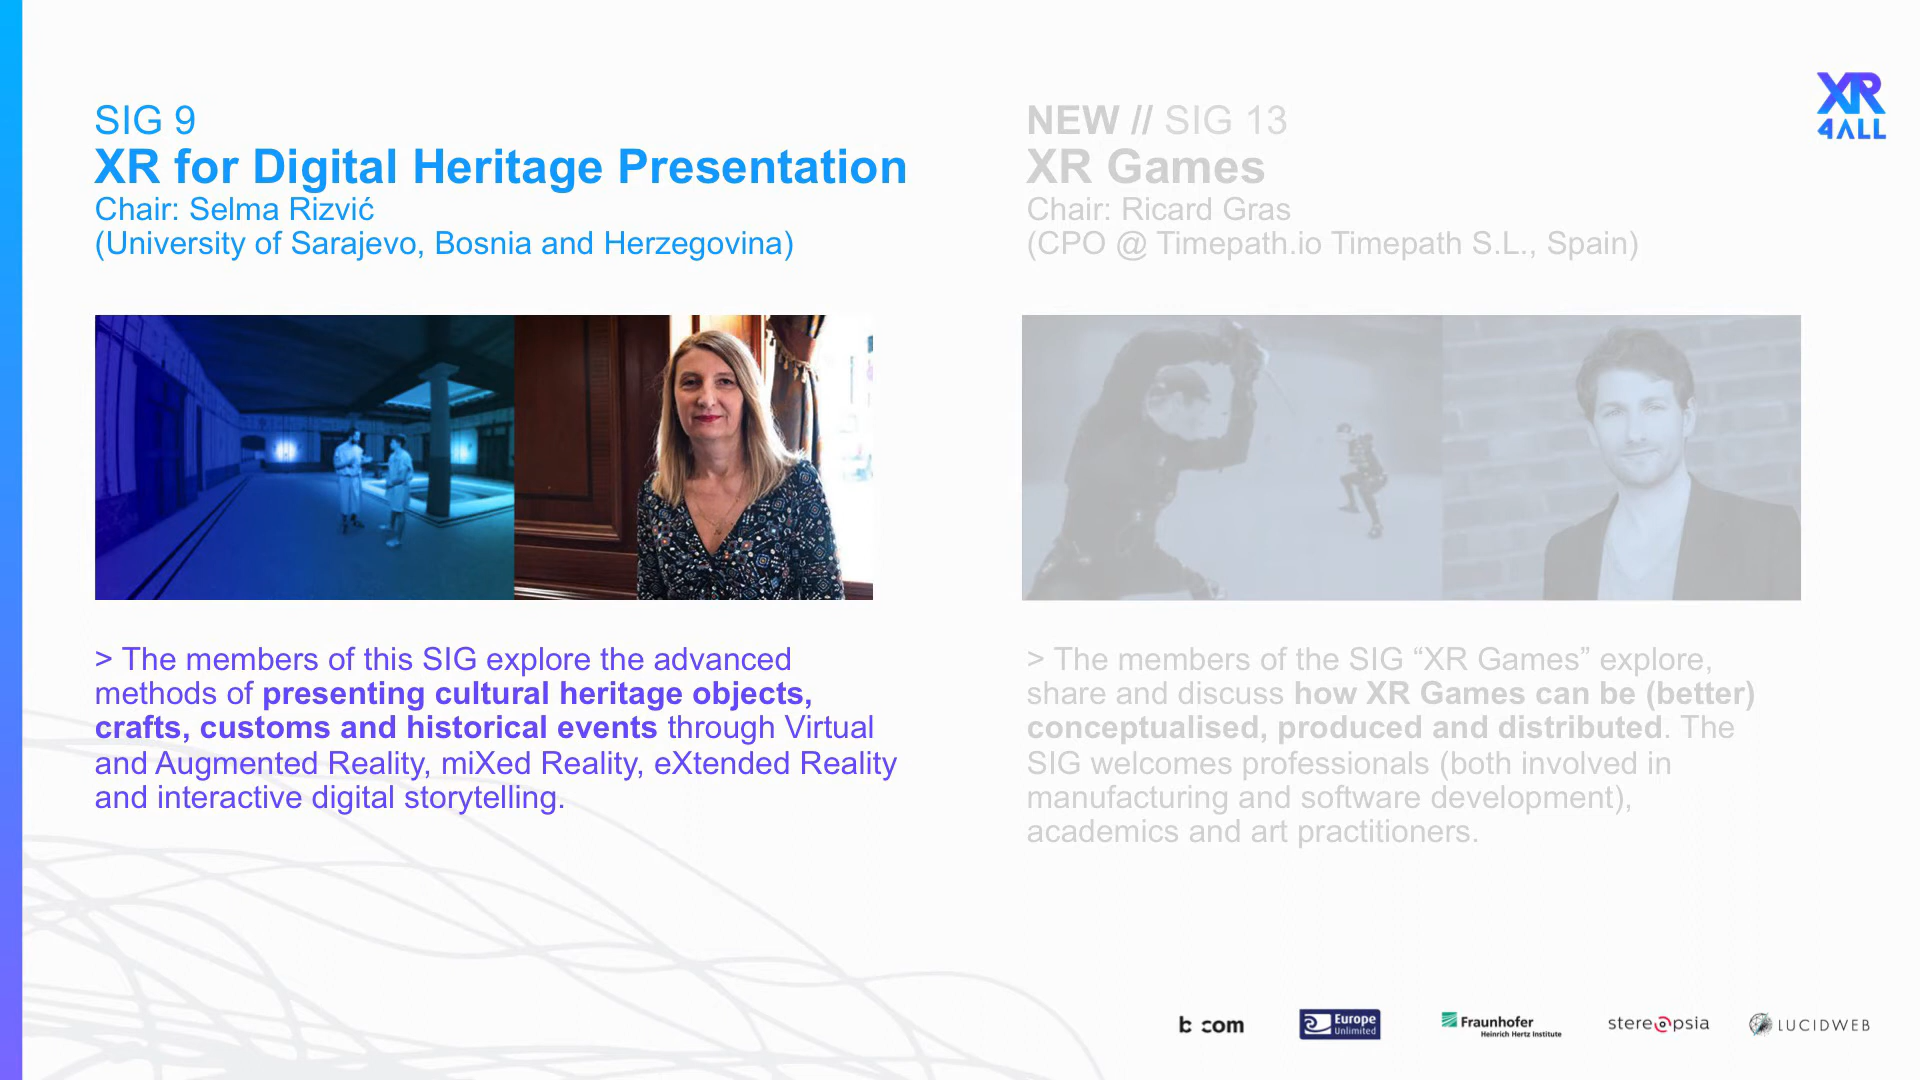 SIG 9
XR for Digital Heritage Presentation
Chair: Selma Rizvić
(University of Sarajevo, Bosnia and Herzegovina)
> The members of this SIG explore the advanced
methods of presenting cultural heritage objects,
crafts, customs and historical events through Virtual
and Augmented Reality, miXed Reality, eXtended Reality
and interactive digital storytelling.
NEW // SIG 13
XR Games
Chair: Ricard Gras
(CPO @ Timepath.io Timepath S.L., Spain)
> The members of the SIG “XR Games” explore,
share and discuss how XR Games can be (better)
conceptualised, produced and distributed. The
SIG welcomes professionals (both involved in
manufacturing and software development),
academics and art practitioners.
XR
4ALL
b com
Europe
Unlimited
Fraunhofer
Heinrich Hertz Institute
stereopsia
LUCIDWEB